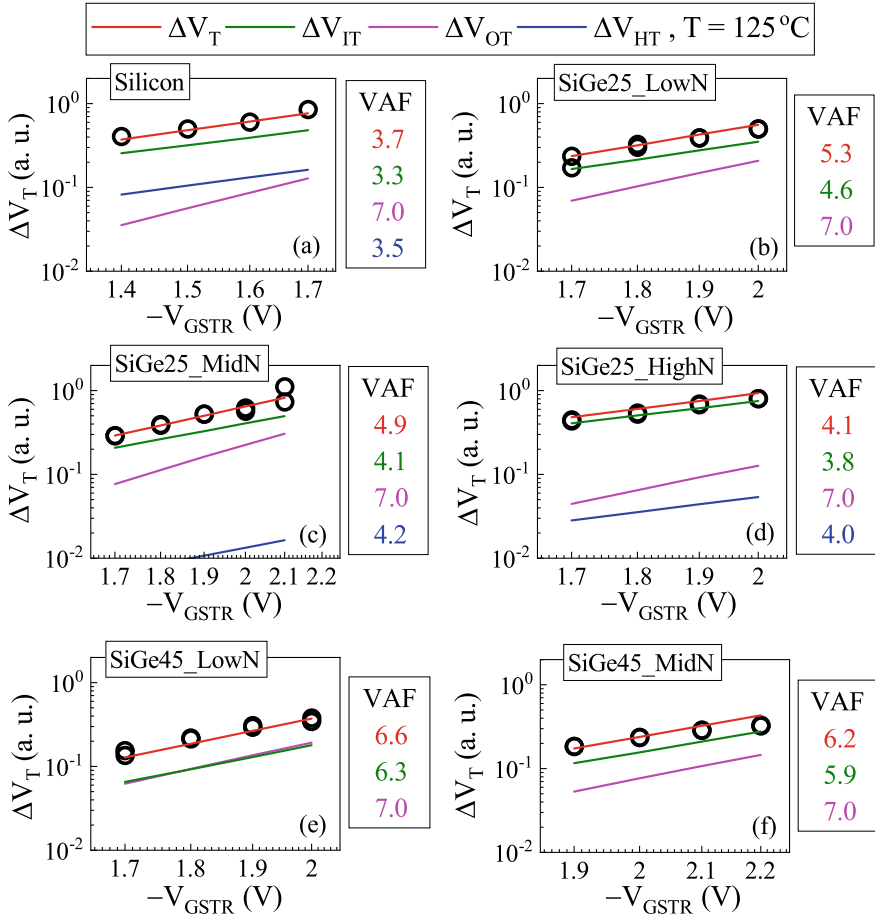 ΔV_T ΔV_IT ΔV_OT ΔV_HT , T = 125 °C
Silicon
10^0
10^-1
10^-2
ΔV_T (a. u.)
1.4 1.5 1.6 1.7
−V_GSTR (V)
(a)
VAF
3.7
3.3
7.0
3.5
SiGe25_LowN
10^0
10^-1
10^-2
ΔV_T (a. u.)
1.7 1.8 1.9 2
−V_GSTR (V)
(b)
VAF
5.3
4.6
7.0
SiGe25_MidN
10^0
10^-1
10^-2
ΔV_T (a. u.)
1.7 1.8 1.9 2 2.1 2.2
−V_GSTR (V)
(c)
VAF
4.9
4.1
7.0
4.2
SiGe25_HighN
10^0
10^-1
10^-2
ΔV_T (a. u.)
1.7 1.8 1.9 2
−V_GSTR (V)
(d)
VAF
4.1
3.8
7.0
4.0
SiGe45_LowN
10^0
10^-1
10^-2
ΔV_T (a. u.)
1.7 1.8 1.9 2
−V_GSTR (V)
(e)
VAF
6.6
6.3
7.0
SiGe45_MidN
10^0
10^-1
10^-2
ΔV_T (a. u.)
1.9 2 2.1 2.2
−V_GSTR (V)
(f)
VAF
6.2
5.9
7.0